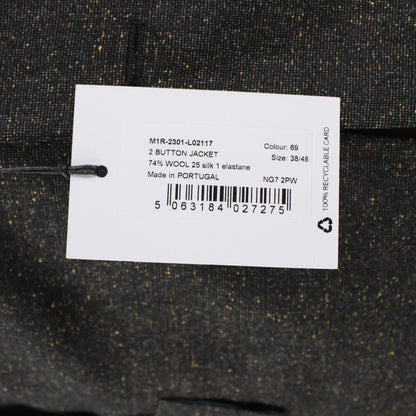 M1R-2301-L02117
Colour: 69
2 BUTTON JACKET
Size: 38/48
74% WOOL 25 silk 1 elastane
Made in PORTUGAL
NG7 2PW
5 063184 027275
100% RECYCLABLE CARD